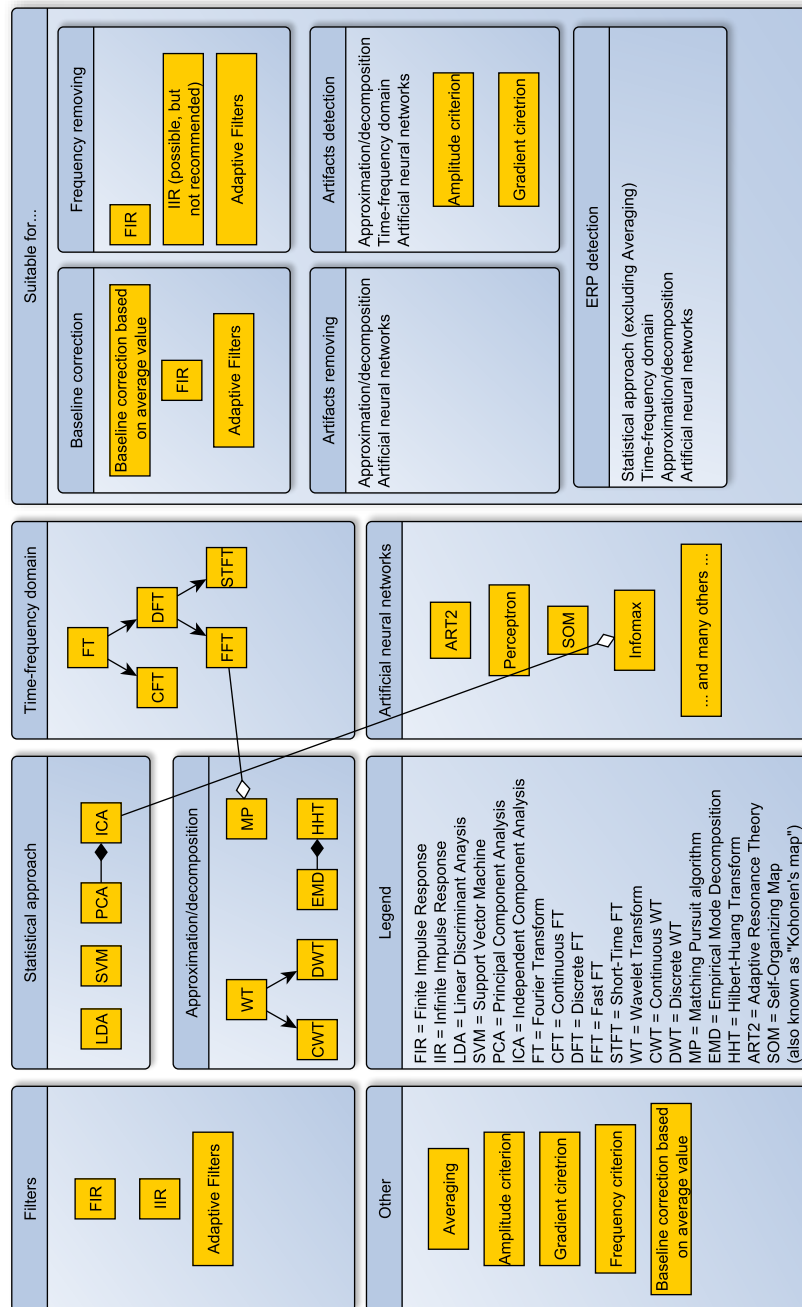 Filters
FIR
IIR
Adaptive Filters
Other
Averaging
Amplitude criterion
Gradient ciretrion
Frequency criterion
Baseline correction based
on average value
Statistical approach
LDA
SVM
PCA
ICA
Approximation/decomposition
WT
CWT
DWT
MP
EMD
HHT
Legend
FIR = Finite Impulse Response
IIR = Infinite Impulse Response
LDA = Linear Discriminant Anaysis
SVM = Support Vector Machine
PCA = Principal Component Analysis
ICA = Independent Component Analysis
FT = Fourier Transform
CFT = Continuous FT
DFT = Discrete FT
FFT = Fast FT
STFT = Short-Time FT
WT = Wavelet Transform
CWT = Continuous WT
DWT = Discrete WT
MP = Matching Pursuit algorithm
EMD = Empirical Mode Decomposition
HHT = Hilbert-Huang Transform
ART2 = Adaptive Resonance Theory
SOM = Self-Organizing Map
(also known as "Kohonen's map")
Time-frequency domain
FT
CFT
DFT
FFT
STFT
Artificial neural networks
ART2
Perceptron
SOM
Infomax
... and many others ...
Suitable for...
Baseline correction
Baseline correction based
on average value
FIR
Adaptive Filters
Frequency removing
FIR
IIR (possible, but
not recommended)
Adaptive Filters
Artifacts removing
Approximation/decomposition
Artificial neural networks
Artifacts detection
Approximation/decomposition
Time-frequency domain
Artificial neural networks
Amplitude criterion
Gradient ciretrion
ERP detection
Statistical approach (excluding Averaging)
Time-frequency domain
Approximation/decomposition
Artificial neural networks